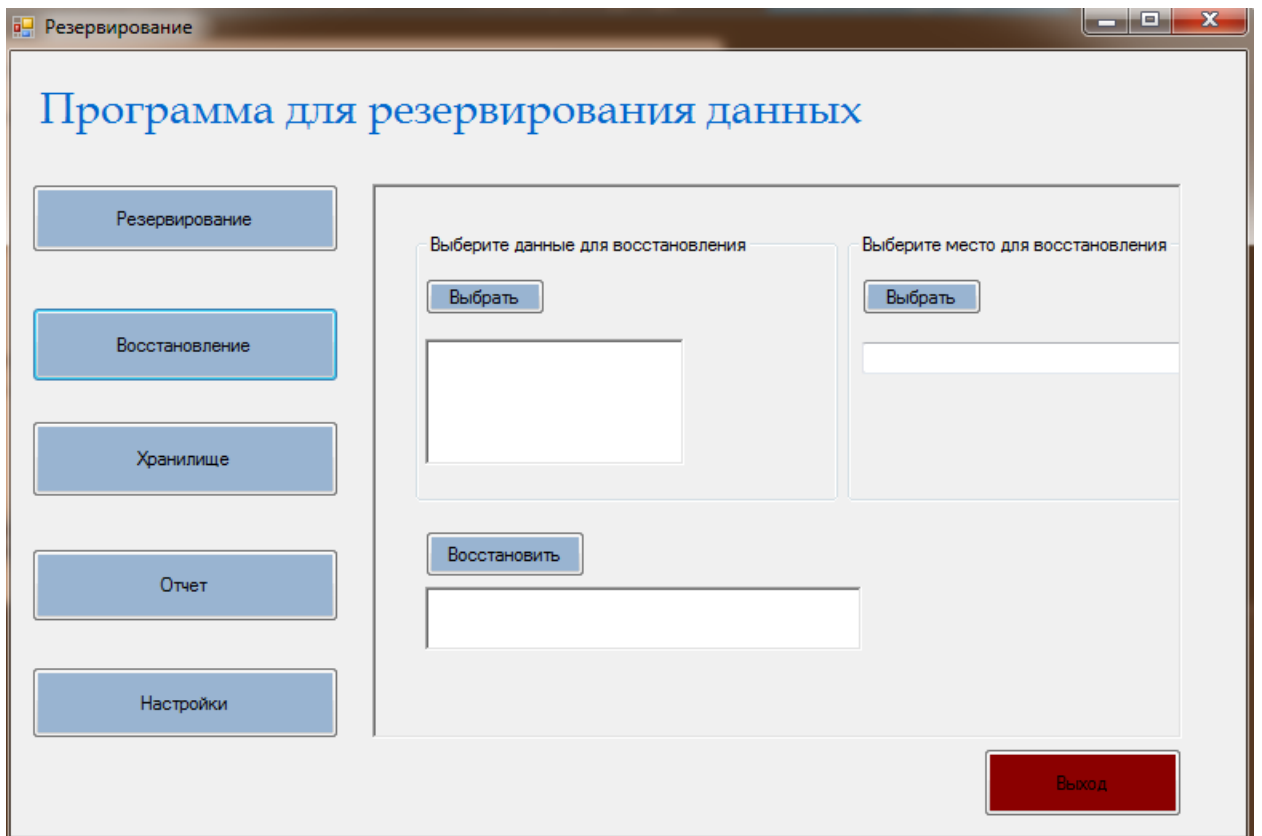 Резервирование
Программа для резервирования данных
Резервирование
Восстановление
Хранилище
Отчет
Настройки
Выберите данные для восстановления
Выбрать
Выберите место для восстановления
Выбрать
Восстановить
Выход